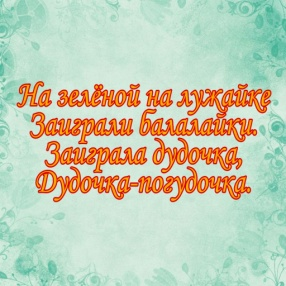 На зелёной на лужайке
Заиграли балалайки.
Заиграла дудочка,
Дудочка-погудочка.